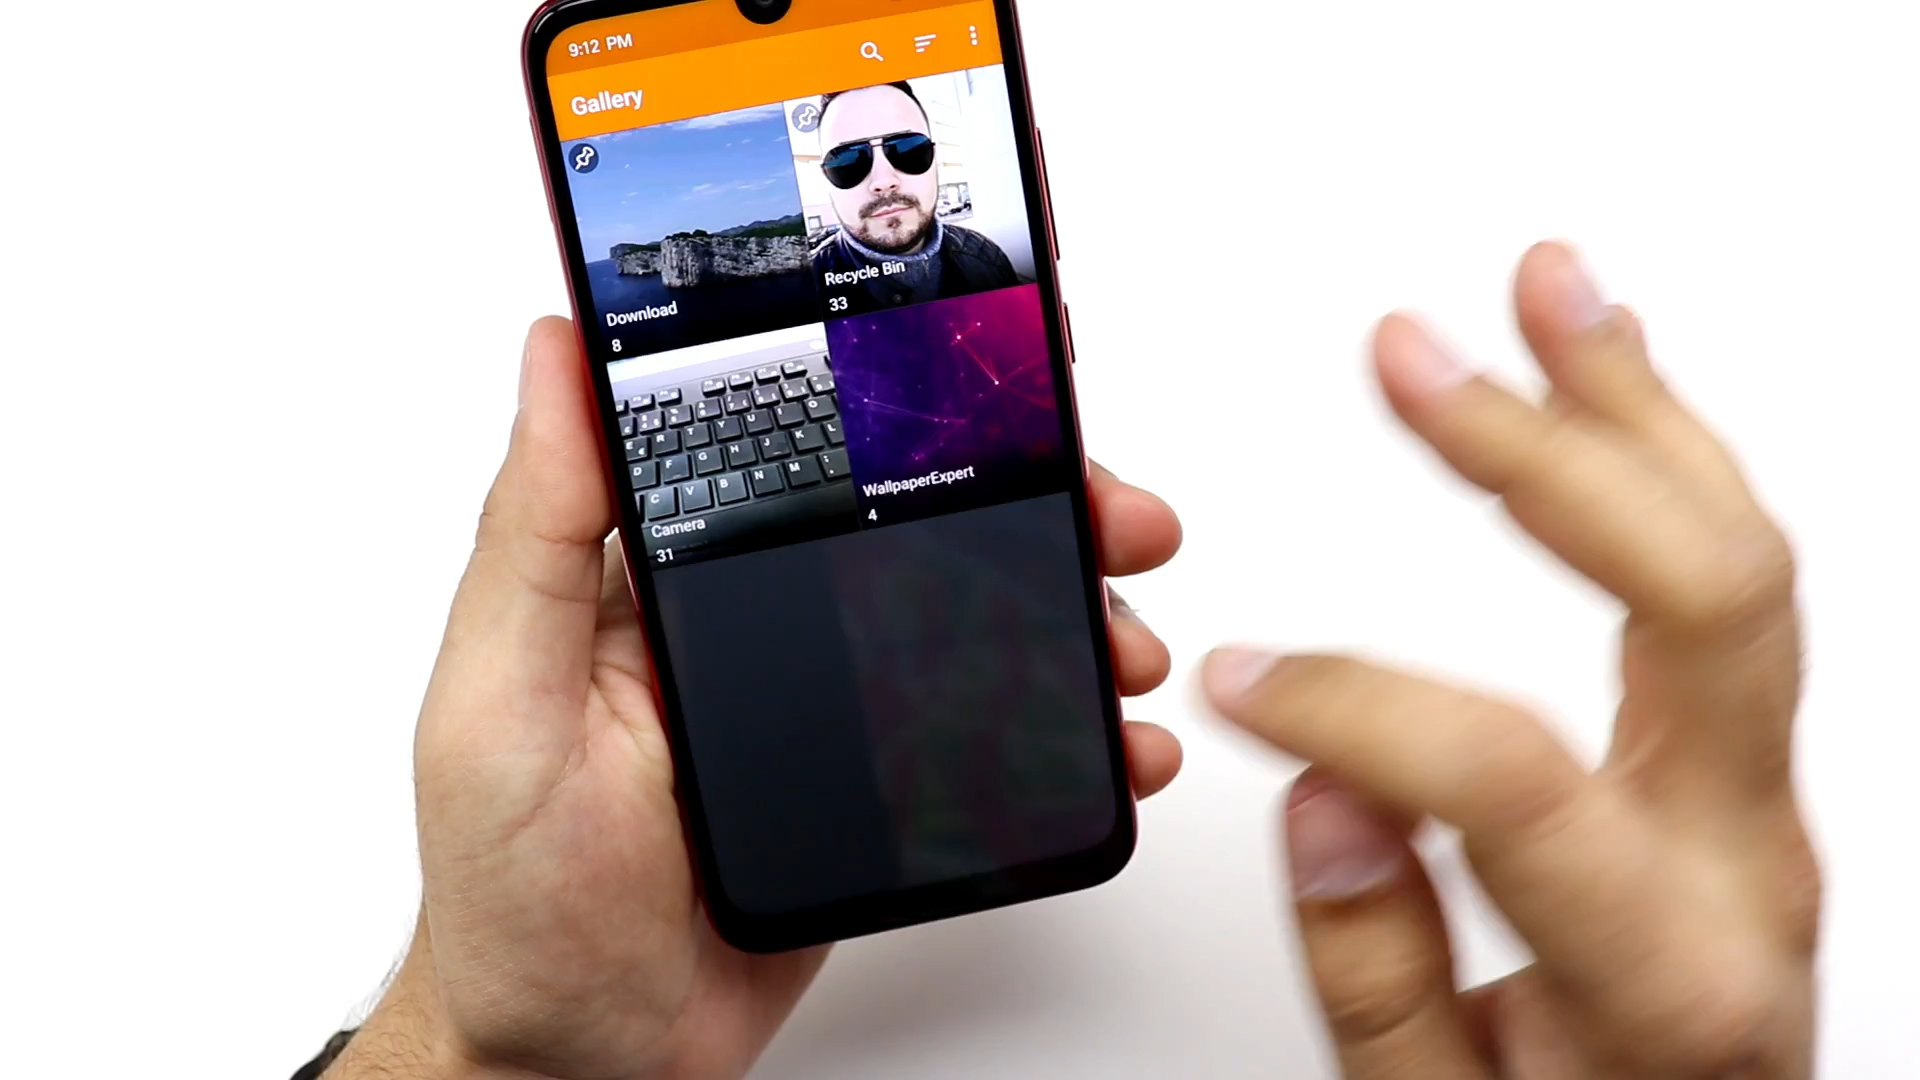 9:12 PM
Gallery
Download
8
Recycle Bin
33
Camera
31
WallpaperExpert
4
E R T Y U I O
D F G H J K L
C V B N M